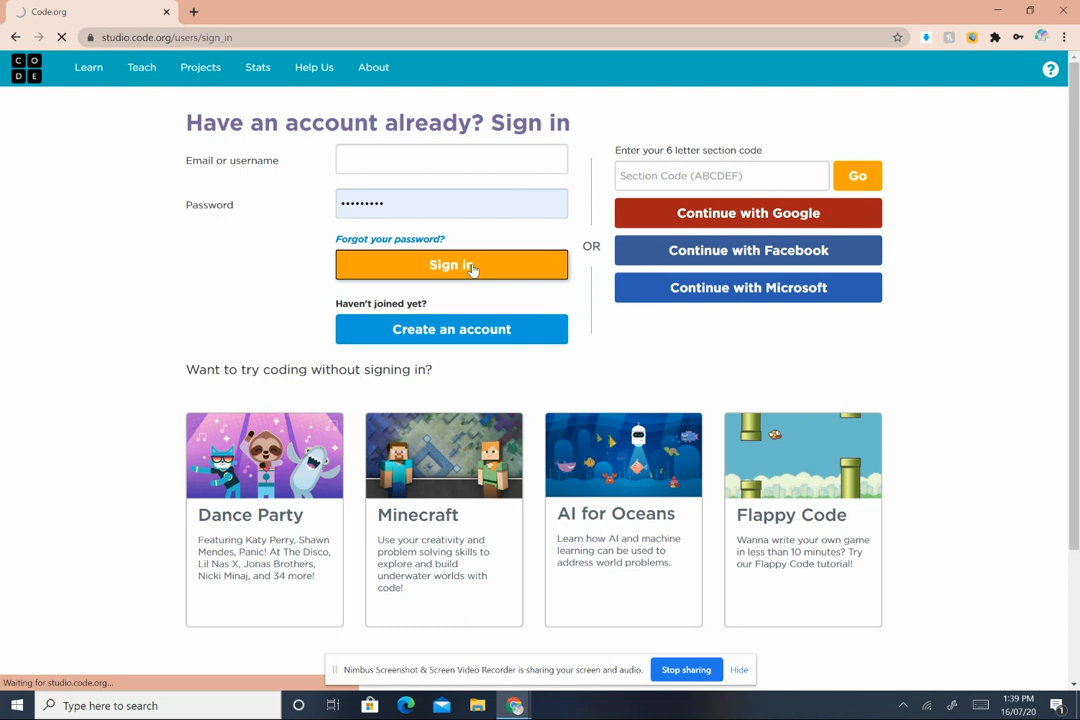 Code.org
studio.code.org/users/sign_in
C O
D E
Learn
Teach
Projects
Stats
Help Us
About
?
Have an account already? Sign in
Email or username
Password
•••••••••
Forgot your password?
Sign in
Haven't joined yet?
Create an account
OR
Enter your 6 letter section code
Section Code (ABCDEF)
Go
Continue with Google
Continue with Facebook
Continue with Microsoft
Want to try coding without signing in?
Dance Party
Featuring Katy Perry, Shawn
Mendes, Panic! At The Disco,
Lil Nas X, Jonas Brothers,
Nicki Minaj, and 34 more!
Minecraft
Use your creativity and
problem solving skills to
explore and build
underwater worlds with
code!
AI for Oceans
Learn how AI and machine
learning can be used to
address world problems.
Flappy Code
Wanna write your own game
in less than 10 minutes? Try
our Flappy Code tutorial!
Nimbus Screenshot & Screen Video Recorder is sharing your screen and audio.
Stop sharing
Hide
Waiting for studio.code.org...
Type here to search
1:39 PM
16/07/20
1